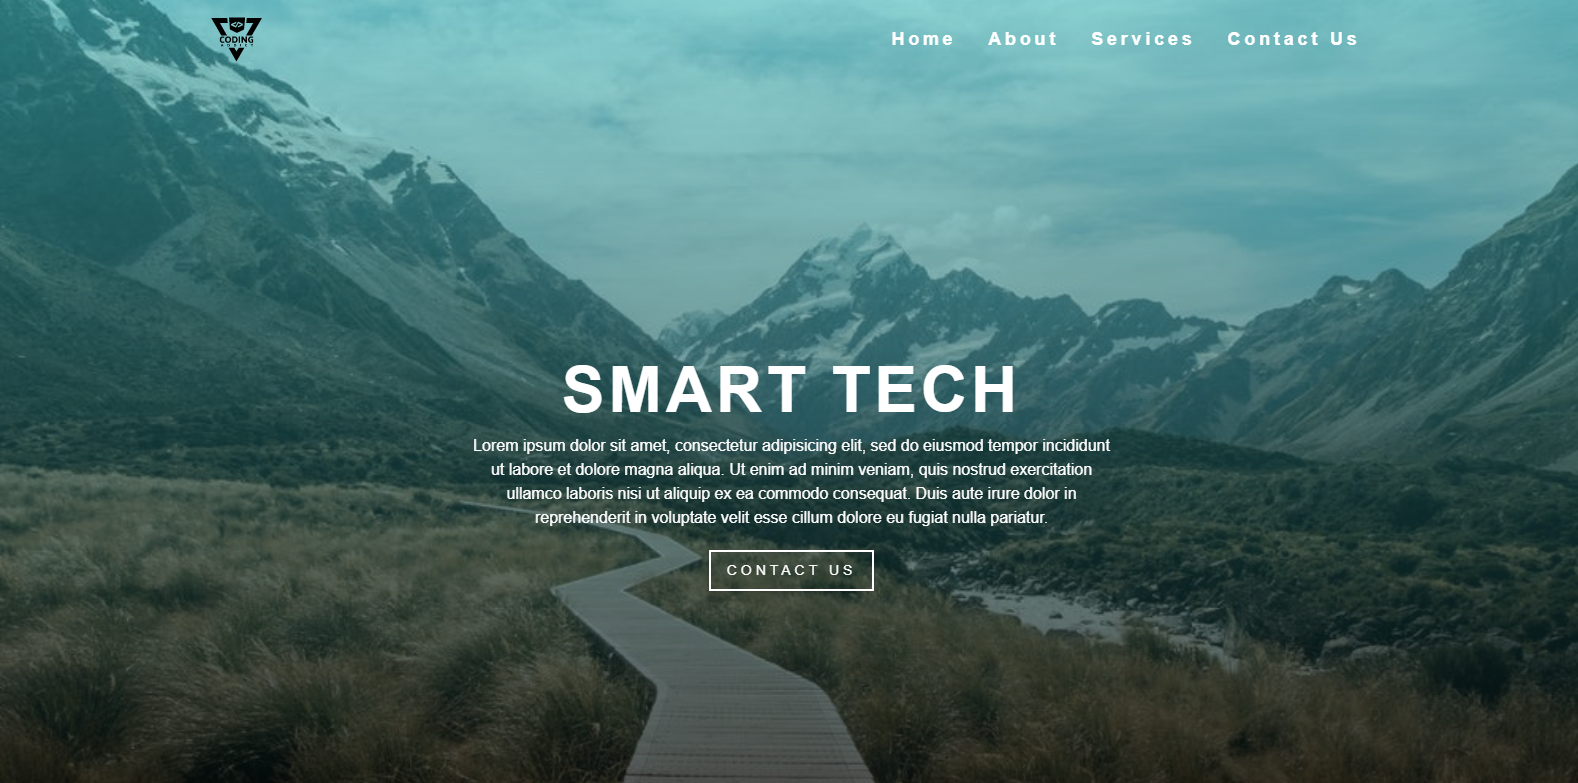 </>
CODING
ADDICT
Home About Services Contact Us
SMART TECH
Lorem ipsum dolor sit amet, consectetur adipisicing elit, sed do eiusmod tempor incididunt
ut labore et dolore magna aliqua. Ut enim ad minim veniam, quis nostrud exercitation
ullamco laboris nisi ut aliquip ex ea commodo consequat. Duis aute irure dolor in
reprehenderit in voluptate velit esse cillum dolore eu fugiat nulla pariatur.
CONTACT US